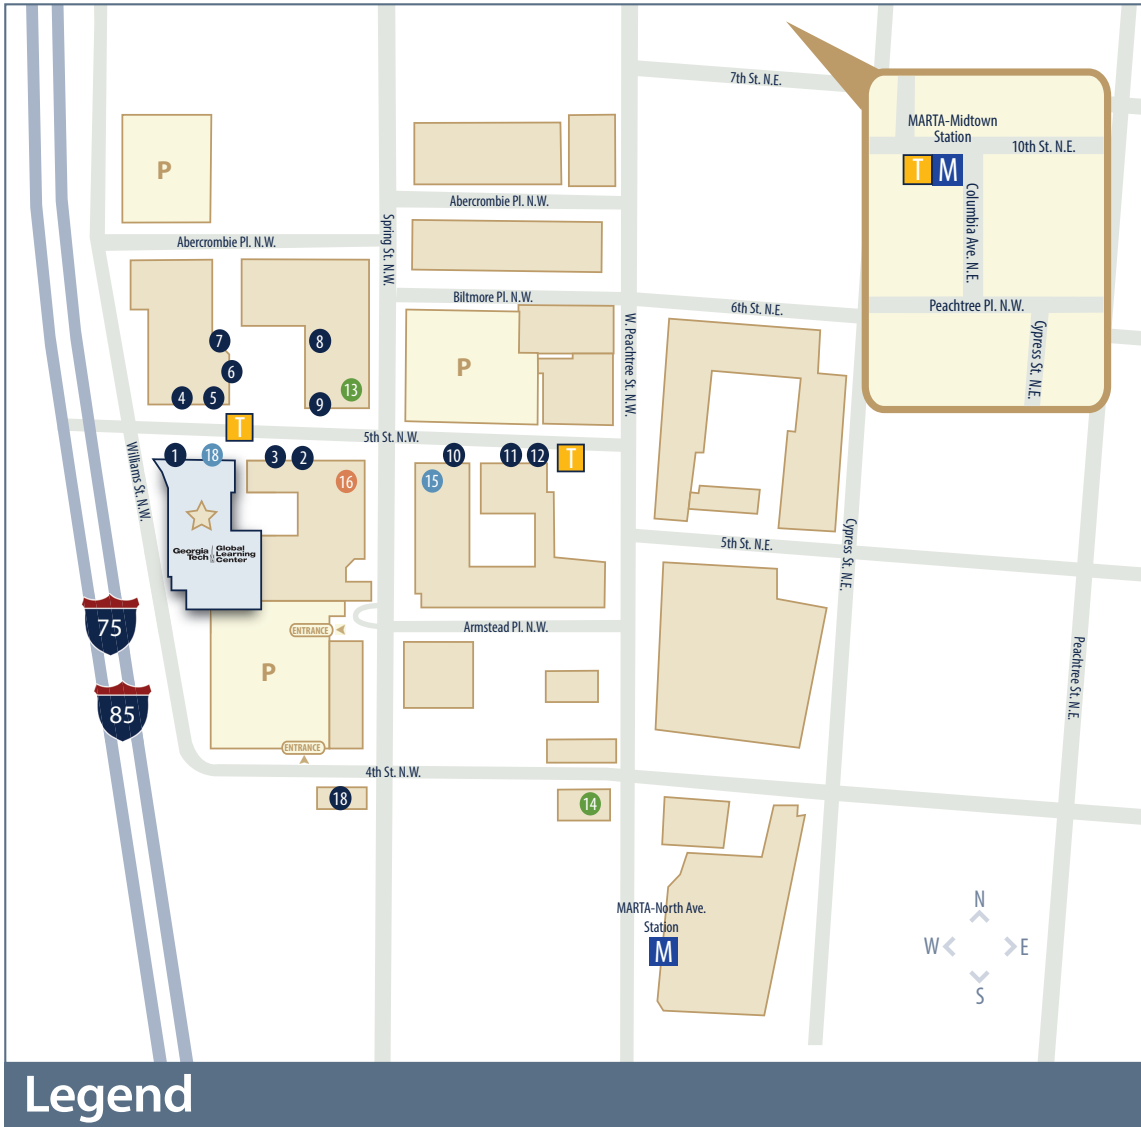 7th St. N.E.
MARTA-Midtown
Station
10th St. N.E.
T M
Columbia Ave. N.E.
Peachtree Pl. N.W.
Cypress St. N.E.
P
Abercrombie Pl. N.W.
Spring St. N.W.
Abercrombie Pl. N.W.
Biltmore Pl. N.W.
6th St. N.E.
W. Peachtree St. N.W.
P
7
8
6
13
4
5
9
T
5th St. N.W.
Williams St. N.W.
1
18
3
2
16
10
11
12
T
15
Georgia
Tech
Global
Learning
Center
5th St. N.E.
Cypress St. N.E.
75
ENTRANCE
Armstead Pl. N.W.
P
Peachtree St. N.E.
85
ENTRANCE
4th St. N.W.
18
14
MARTA-North Ave.
Station
M
N
W
E
S
Legend